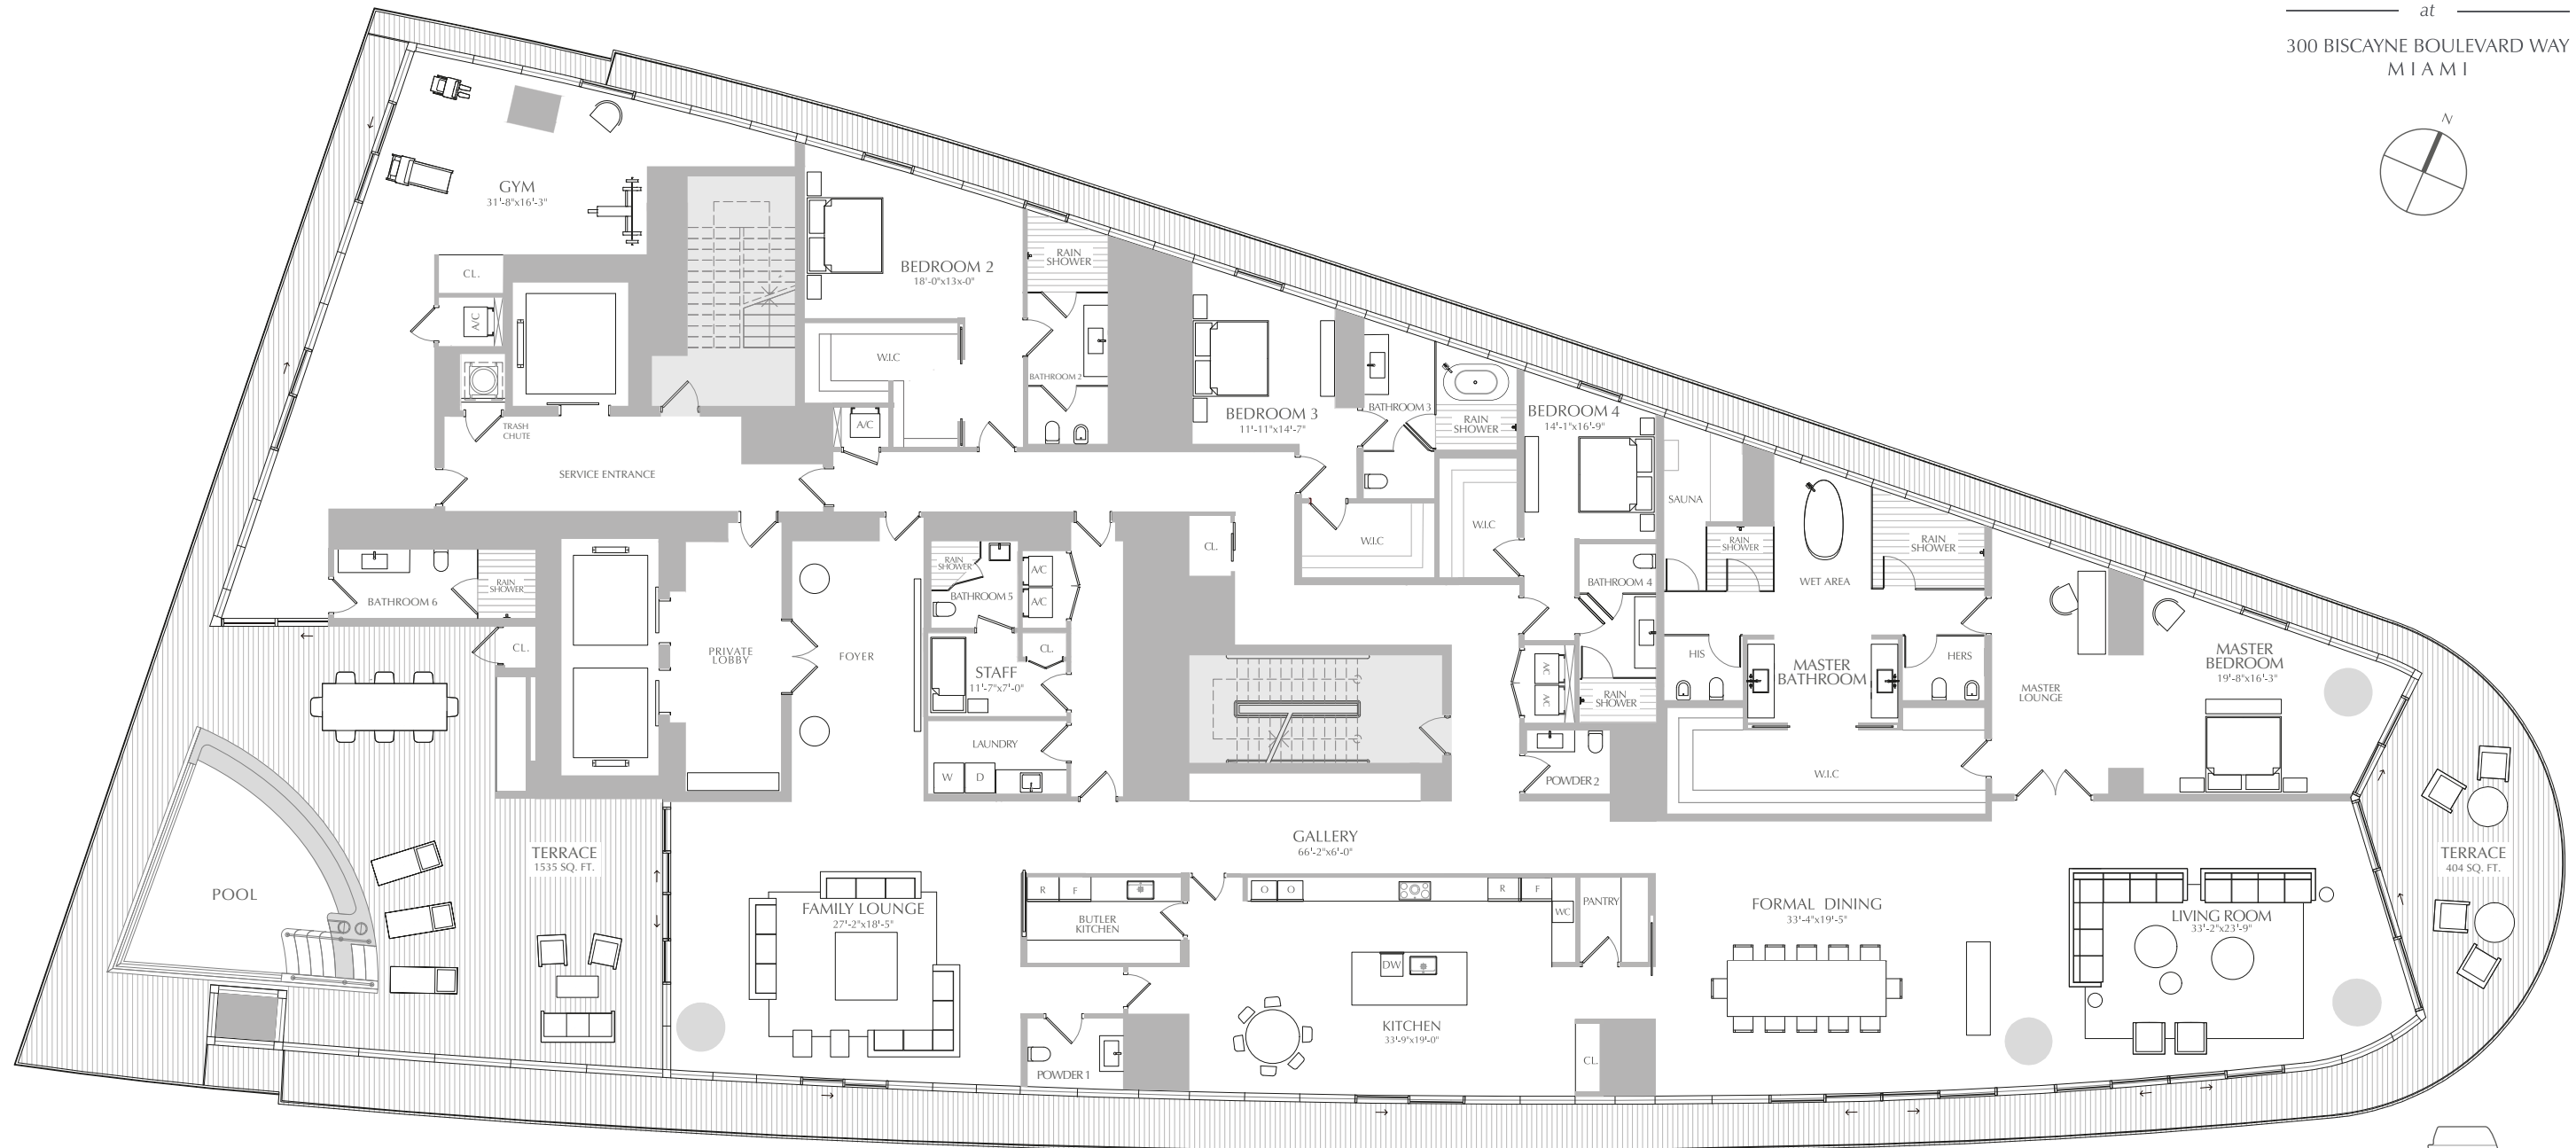 at
300 BISCAYNE BOULEVARD WAY
MIAMI
N
GYM
31'-8"x16'-3"
CL.
A/C
TRASH
CHUTE
SERVICE ENTRANCE
BEDROOM 2
18'-0"x13x-0"
RAIN
SHOWER
W.I.C
BATHROOM 2
A/C
BEDROOM 3
11'-11"x14'-7"
BATHROOM 3
RAIN
SHOWER
W.I.C
W.I.C
CL.
BEDROOM 4
14'-1"x16'-9"
BATHROOM 4
RAIN
SHOWER
A/C
A/C
POWDER 2
SAUNA
RAIN
SHOWER
WET AREA
RAIN
SHOWER
HIS
MASTER
BATHROOM
HERS
W.I.C
MASTER
LOUNGE
MASTER
BEDROOM
19'-8"x16'-3"
BATHROOM 6
RAIN
SHOWER
CL.
PRIVATE
LOBBY
FOYER
RAIN
SHOWER
BATHROOM 5
A/C
A/C
CL.
STAFF
11'-7"x7'-0"
LAUNDRY
W
D
GALLERY
66'-2"x6'-0"
POOL
TERRACE
1535 SQ. FT.
FAMILY LOUNGE
27'-2"x18'-5"
R
F
BUTLER
KITCHEN
POWDER 1
O
O
R
F
WC
PANTRY
DW
KITCHEN
33'-9"x19'-0"
CL.
FORMAL DINING
33'-4"x19'-5"
LIVING ROOM
33'-2"x23'-9"
TERRACE
404 SQ. FT.